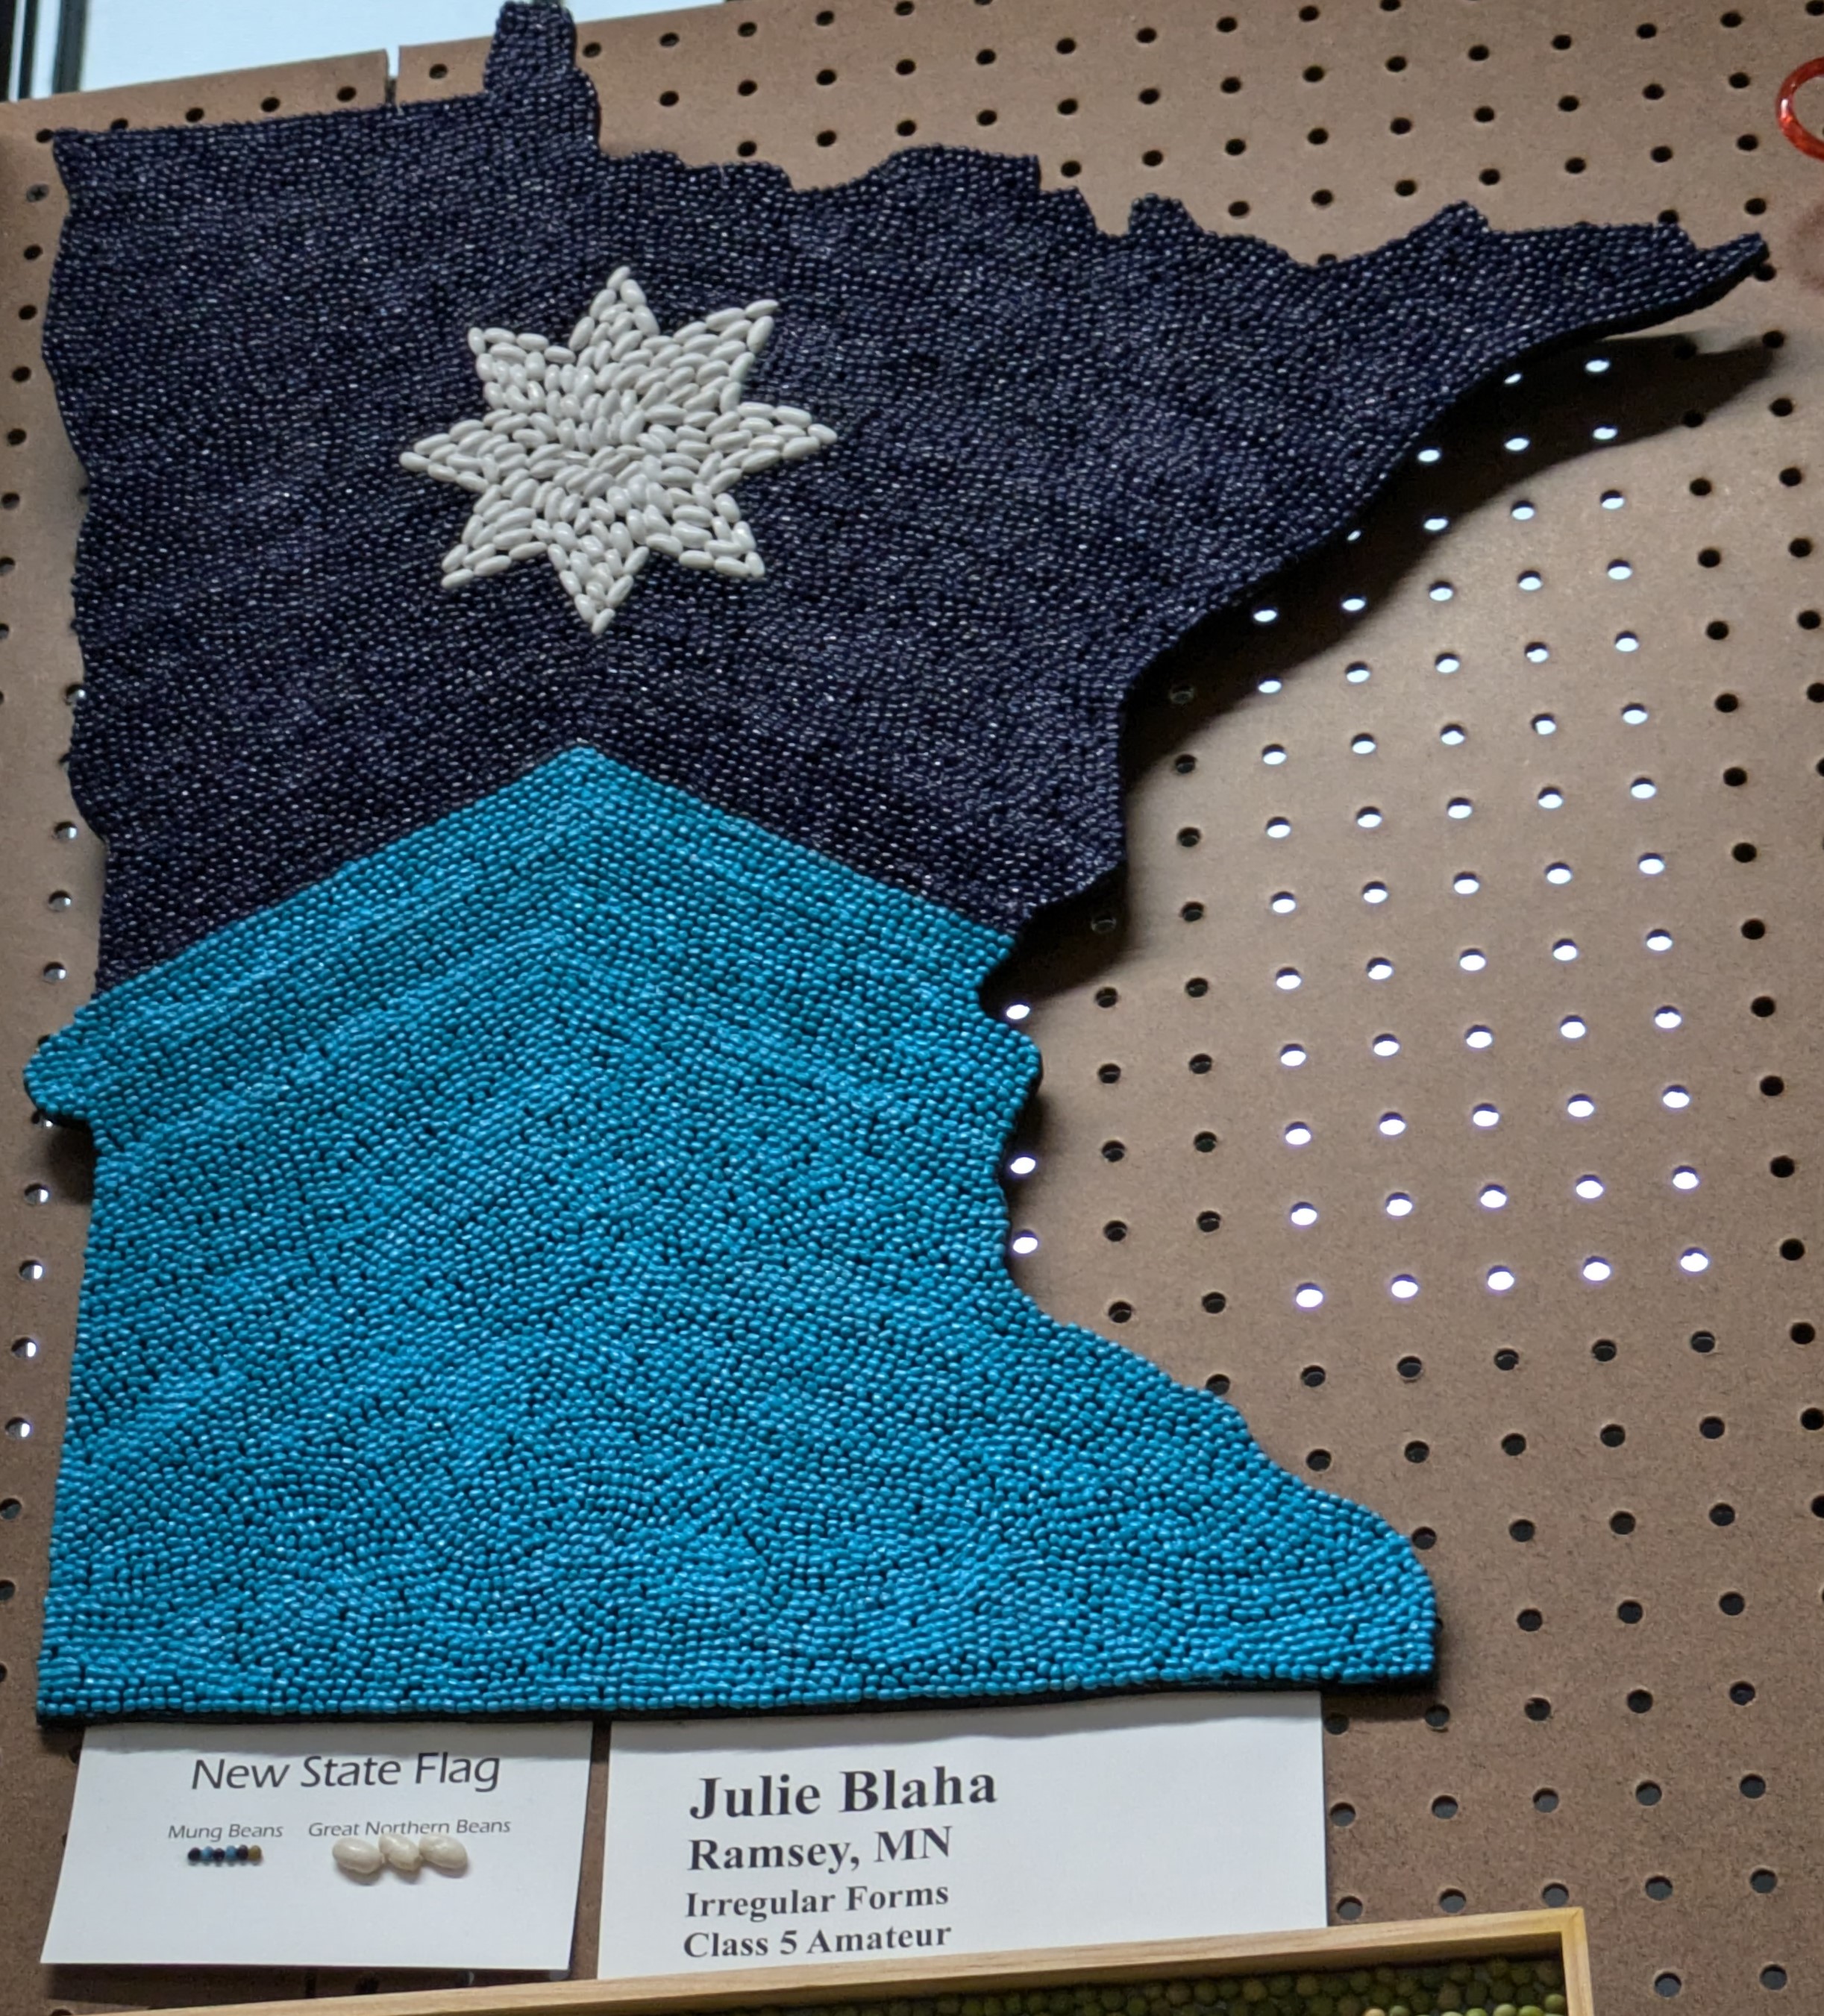 New State Flag
Mung Beans Great Northern Beans
Julie Blaha
Ramsey, MN
Irregular Forms
Class 5 Amateur